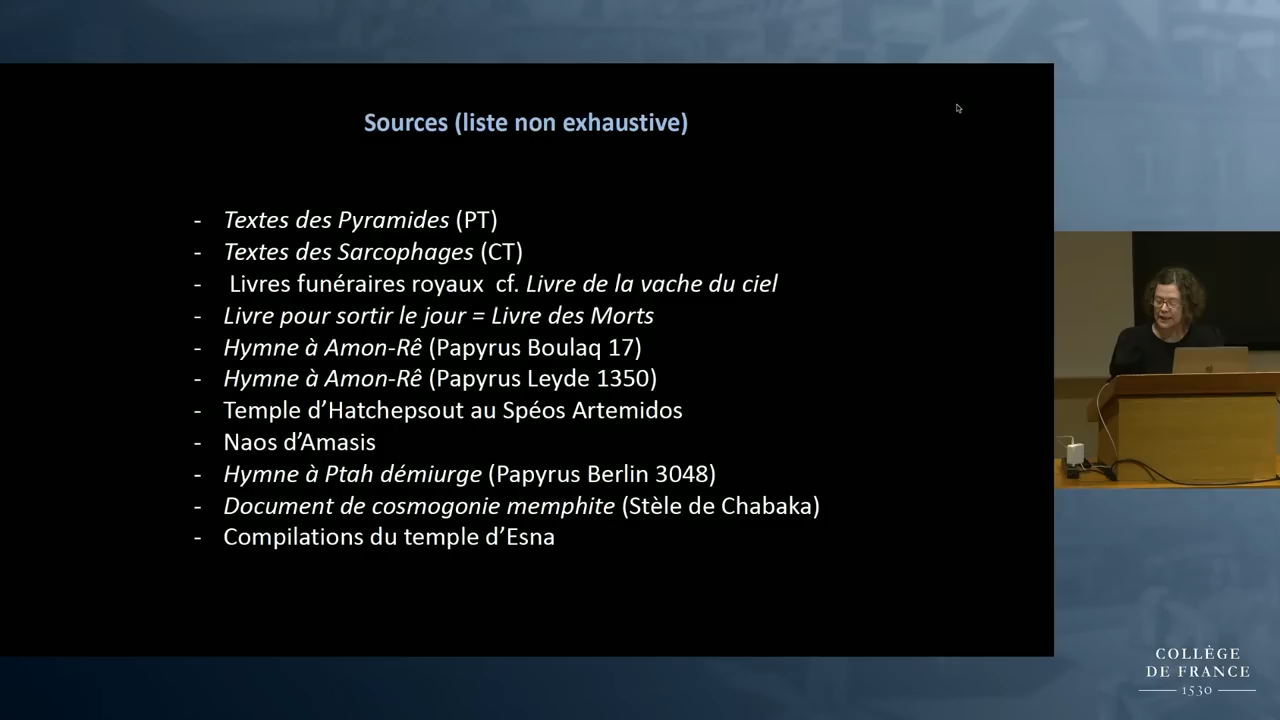 Sources (liste non exhaustive)
- Textes des Pyramides (PT)
- Textes des Sarcophages (CT)
- Livres funéraires royaux cf. Livre de la vache du ciel
- Livre pour sortir le jour = Livre des Morts
- Hymne à Amon-Rê (Papyrus Boulaq 17)
- Hymne à Amon-Rê (Papyrus Leyde 1350)
- Temple d’Hatchepsout au Spéos Artemidos
- Naos d’Amasis
- Hymne à Ptah démiurge (Papyrus Berlin 3048)
- Document de cosmogonie memphite (Stèle de Chabaka)
- Compilations du temple d’Esna
COLLÈGE
DE FRANCE
1530